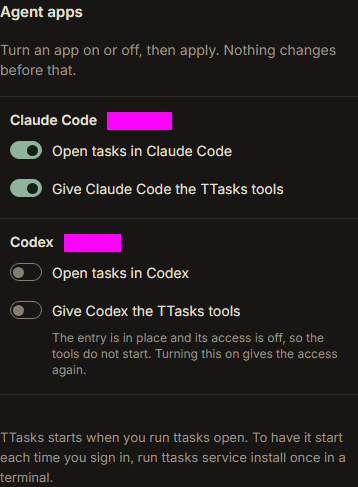 Agent apps
Turn an app on or off, then apply. Nothing changes
before that.
Claude Code
Open tasks in Claude Code
Give Claude Code the TTasks tools
Codex
Open tasks in Codex
Give Codex the TTasks tools
The entry is in place and its access is off, so the
tools do not start. Turning this on gives the access
again.
TTasks starts when you run ttasks open. To have it start
each time you sign in, run ttasks service install once in a
terminal.